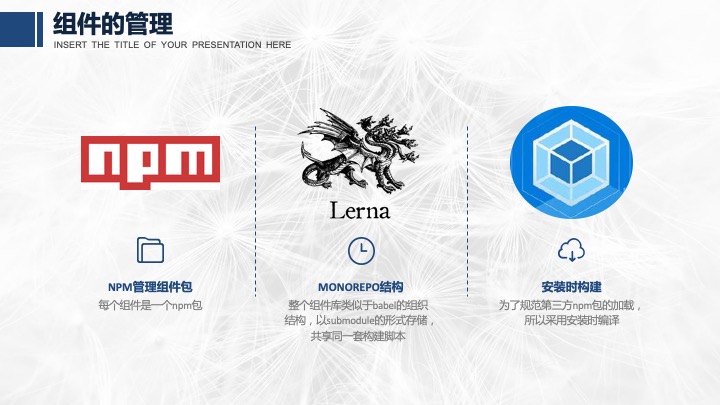 组件的管理
INSERT THE TITLE OF YOUR PRESENTATION HERE
npm
Lerna
NPM管理组件包
每个组件是一个npm包
MONOREPO结构
整个组件库类似于babel的组织
结构，以submodule的形式存储，
共享同一套构建脚本
安装时构建
为了规范第三方npm包的加载，
所以采用安装时编译